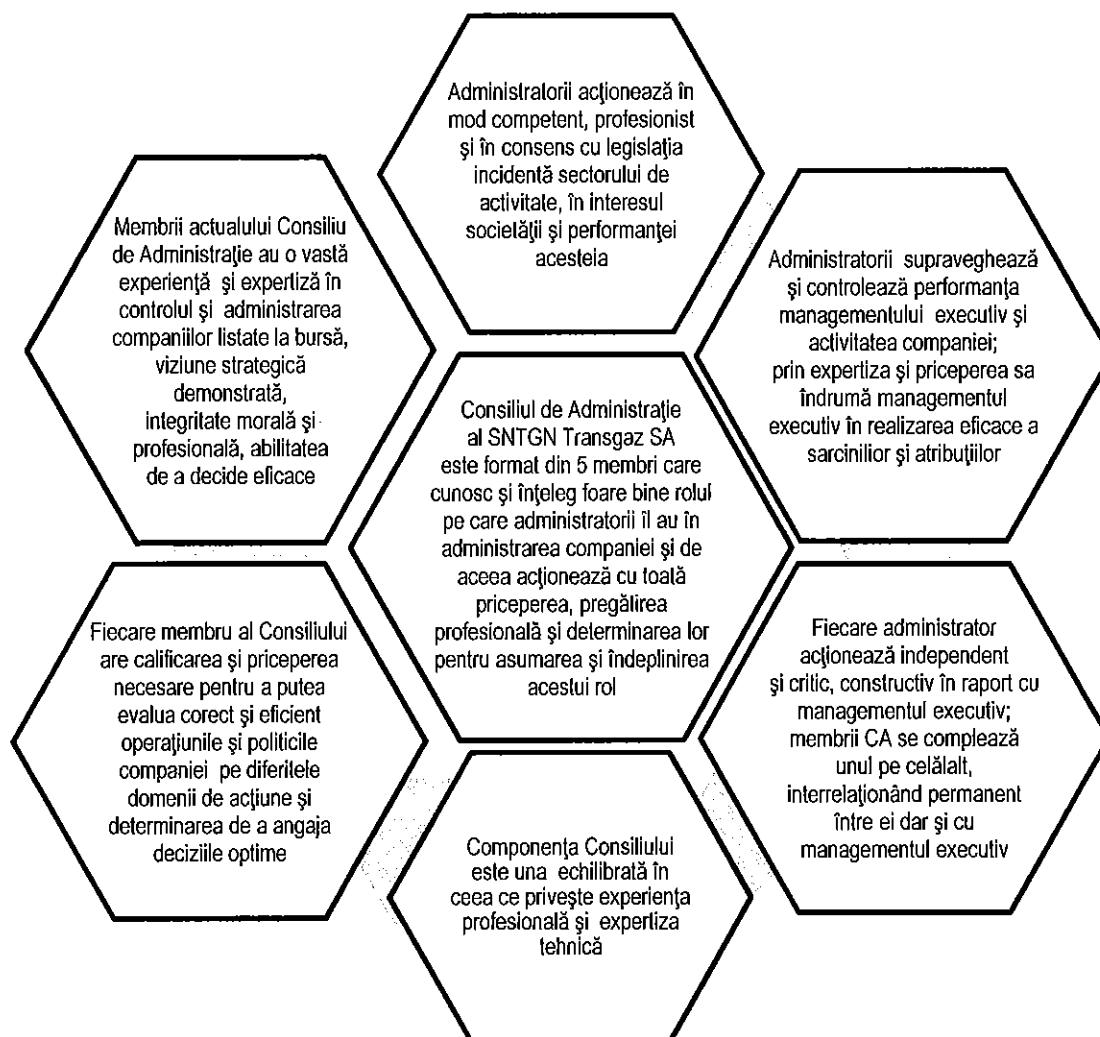 Administratorii acţionează în
mod competent, profesionist
şi în consens cu legislaţia
incidentă sectorului de
activitate, în interesul
societăţii şi performanţei
acesteia
Membrii actualului Consiliu
de Administraţie au o vastă
experienţă şi expertiză în
controlul şi administrarea
companiilor listate la bursă,
viziune strategică
demonstrată,
integritate morală şi
profesională, abilitatea
de a decide eficace
Administratorii supraveghează
şi controlează performanţa
managementului executiv şi
activitatea companiei;
prin expertiza şi priceperea sa
îndrumă managementul
executiv în realizarea eficace a
sarcinilior şi atribuţiilor
Consiliul de Administraţie
al SNTGN Transgaz SA
este format din 5 membri care
cunosc şi înţeleg foare bine rolul
pe care administratorii îl au în
administrarea companiei şi de
aceea acţionează cu toată
priceperea, pregătirea
profesională şi determinarea lor
pentru asumarea şi îndeplinirea
acestui rol
Fiecare membru al Consiliului
are calificarea şi priceperea
necesare pentru a putea
evalua corect şi eficient
operaţiunile şi politicile
companiei pe diferitele
domenii de acţiune şi
determinarea de a angaja
deciziile optime
Fiecare administrator
acţionează independent
şi critic, constructiv în raport cu
managementul executiv;
membrii CA se complează
unul pe celălalt,
interrelaţionând permanent
între ei dar şi cu
managementul executiv
Componenţa Consiliului
este una echilibrată în
ceea ce priveşte experienţa
profesională şi expertiza
tehnică